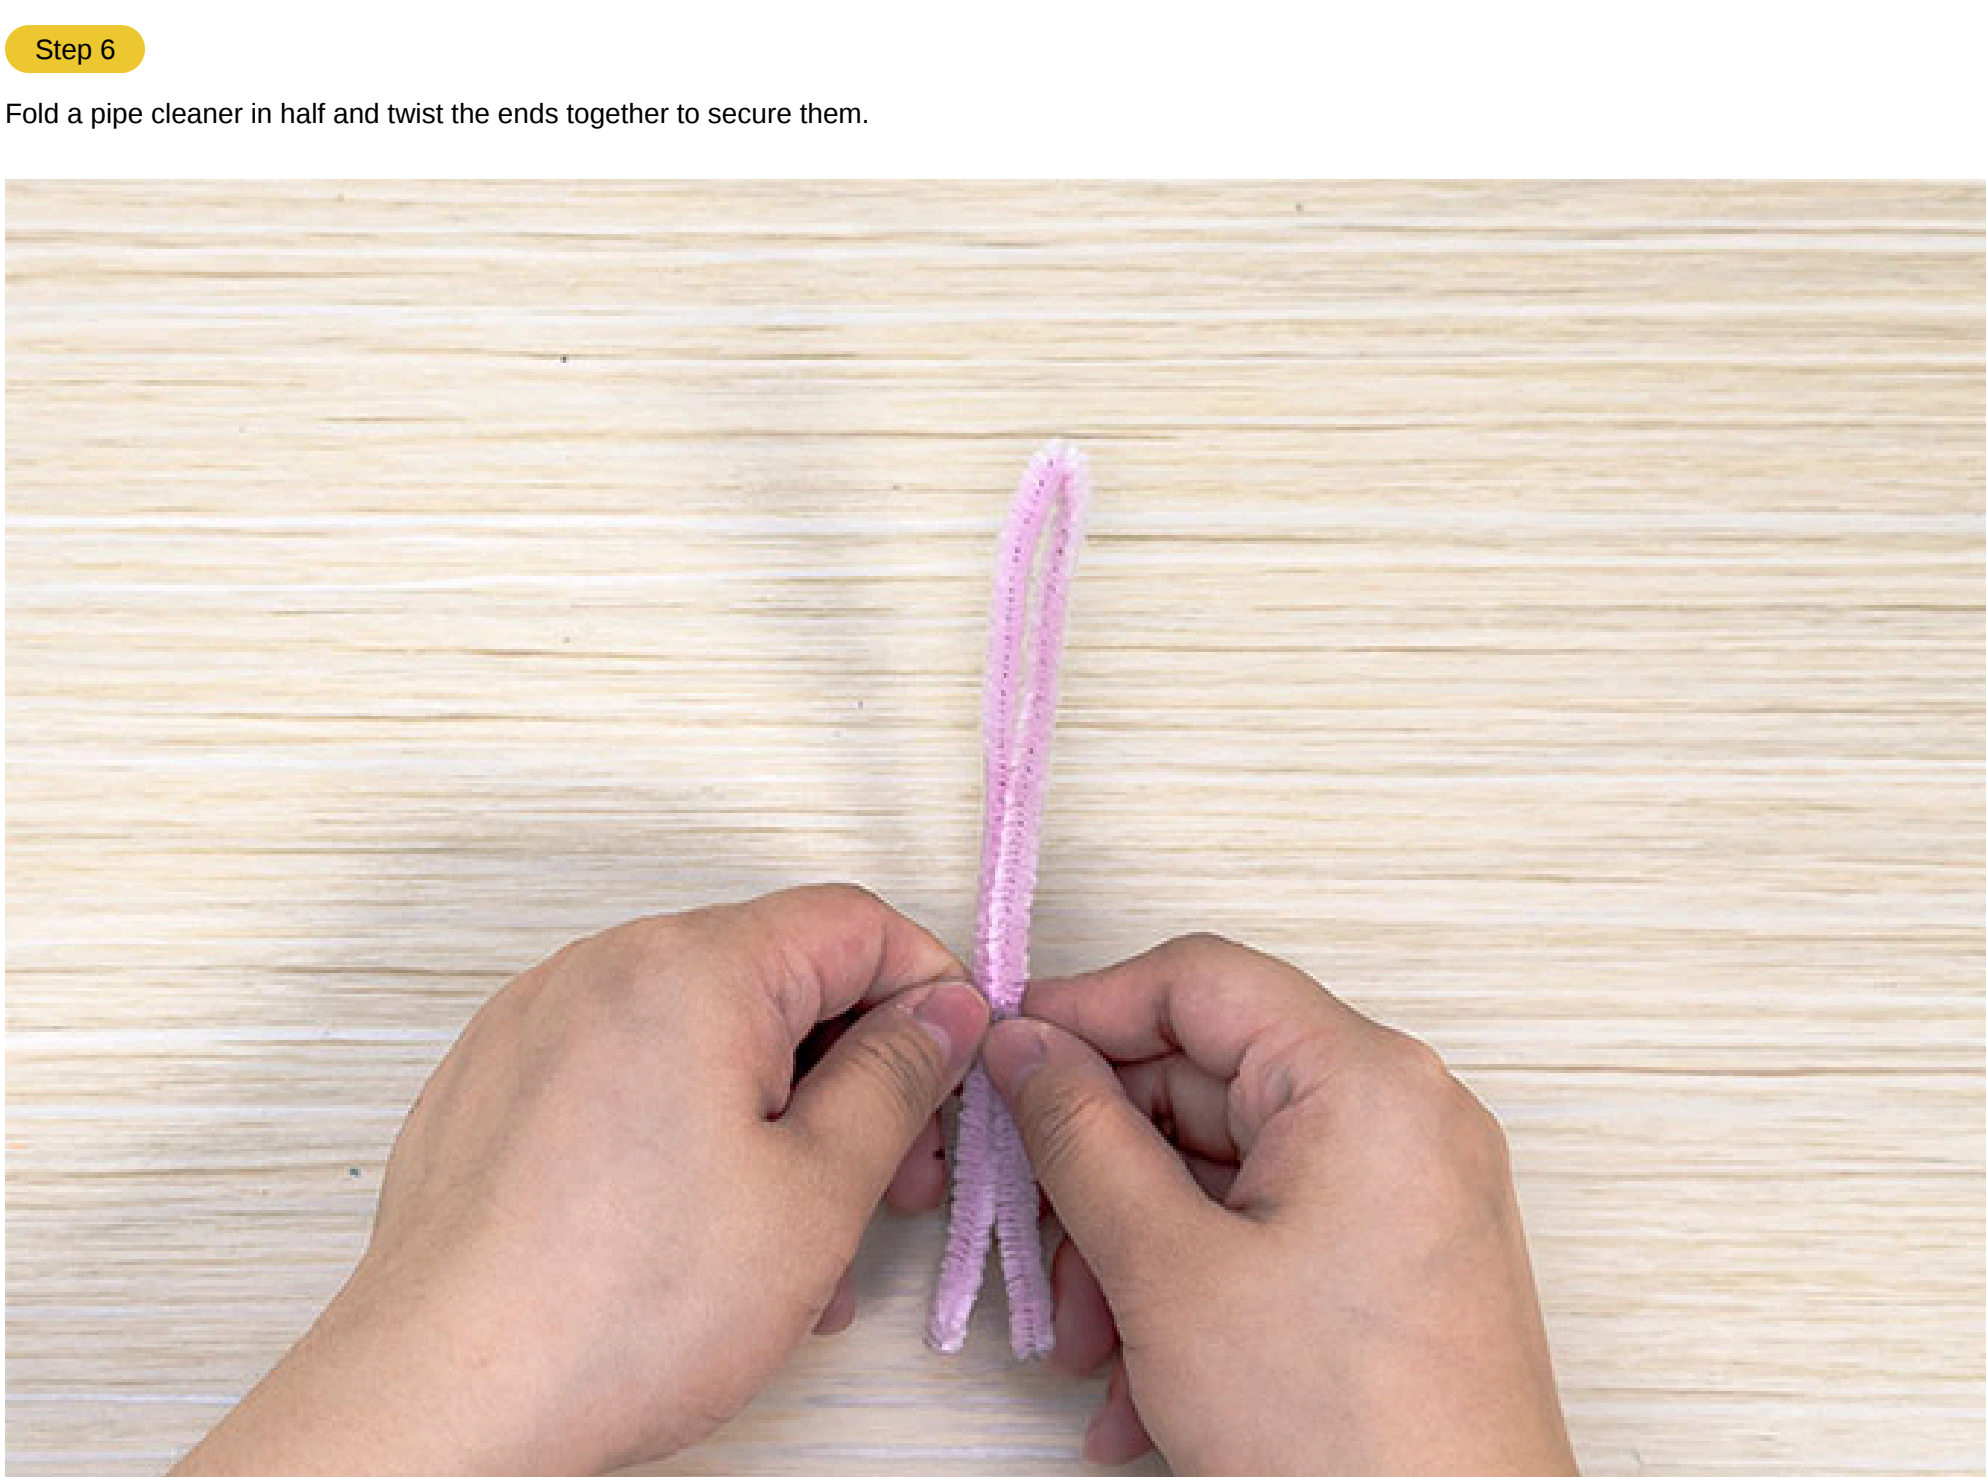 Step 6
Fold a pipe cleaner in half and twist the ends together to secure them.